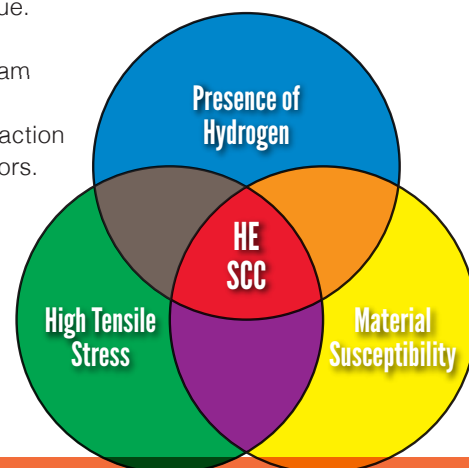 ue.
am
action
ors.
Presence of
Hydrogen
HE
SCC
High Tensile
Stress
Material
Susceptibility